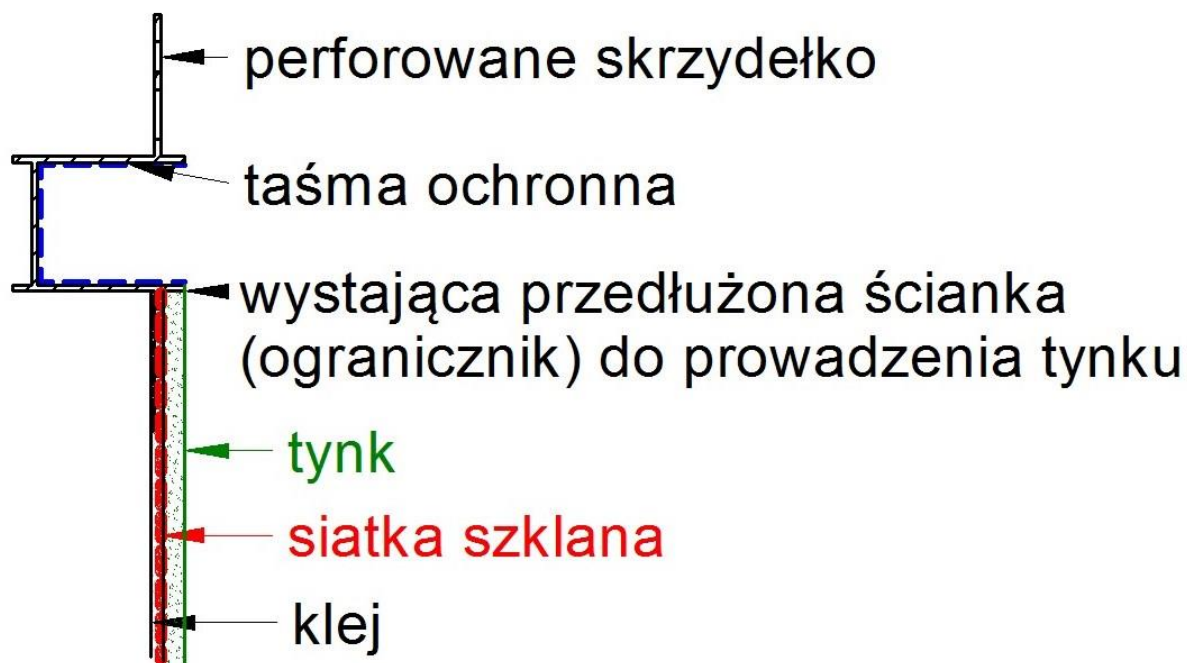 perforowane skrzydełko
taśma ochronna
wystająca przedłużona ścianka
(ogranicznik) do prowadzenia tynku
tynk
siatka szklana
klej